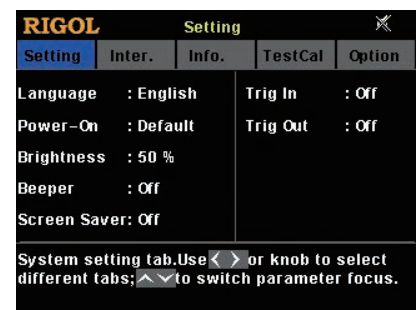 RIGOL Setting
Setting Inter. Info. TestCal Option
Language : English Trig In : Off
Power-On : Default Trig Out : Off
Brightness : 50 %
Beeper : Off
Screen Saver: Off
System setting tab.Use < > or knob to select
different tabs; ︿﹀ to switch parameter focus.